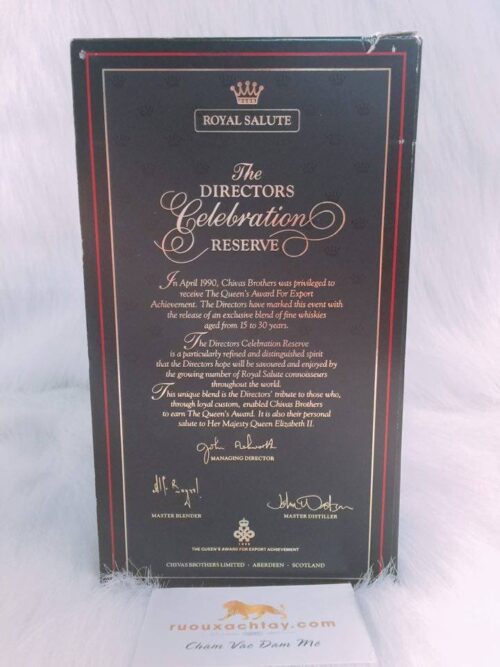 ROYAL SALUTE
The
DIRECTORS
Celebration
RESERVE
In April 1990, Chivas Brothers was privileged to
receive The Queen's Award For Export
Achievement. The Directors have marked this event with
the release of an exclusive blend of fine whiskies
aged from 15 to 30 years.
The Directors Celebration Reserve
is a particularly refined and distinguished spirit
that the Directors hope will be savoured and enjoyed by
the growing number of Royal Salute connoisseurs
throughout the world.
This unique blend is the Directors' tribute to those who,
through loyal custom, enabled Chivas Brothers
to earn The Queen's Award. It is also their personal
salute to Her Majesty Queen Elizabeth II.
MANAGING DIRECTOR
MASTER BLENDER
MASTER DISTILLER
1990
THE QUEEN'S AWARD FOR EXPORT ACHIEVEMENT
CHIVAS BROTHERS LIMITED · ABERDEEN · SCOTLAND
ruouxachtay.com
Chạm Vào Đam Mê